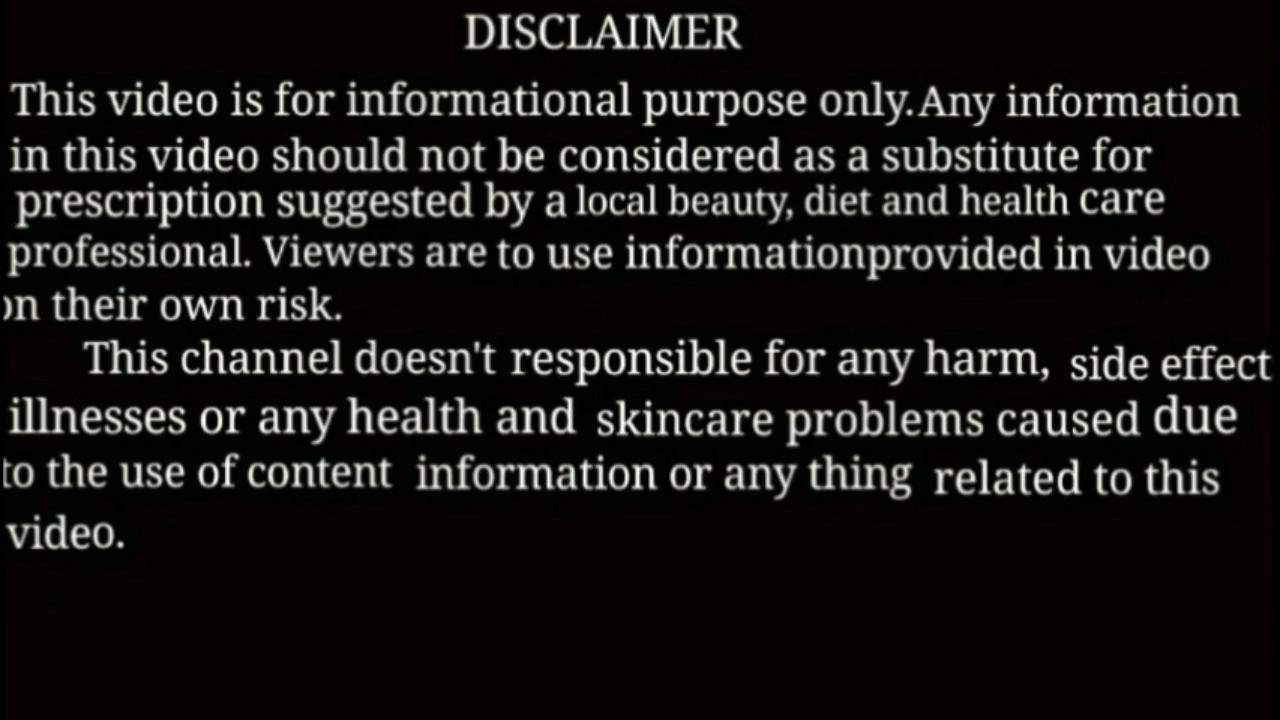 DISCLAIMER
This video is for informational purpose only.Any information
in this video should not be considered as a substitute for
prescription suggested by a local beauty, diet and health care
professional. Viewers are to use informationprovided in video
on their own risk.
This channel doesn't responsible for any harm, side effect
illnesses or any health and skincare problems caused due
to the use of content information or any thing related to this
video.